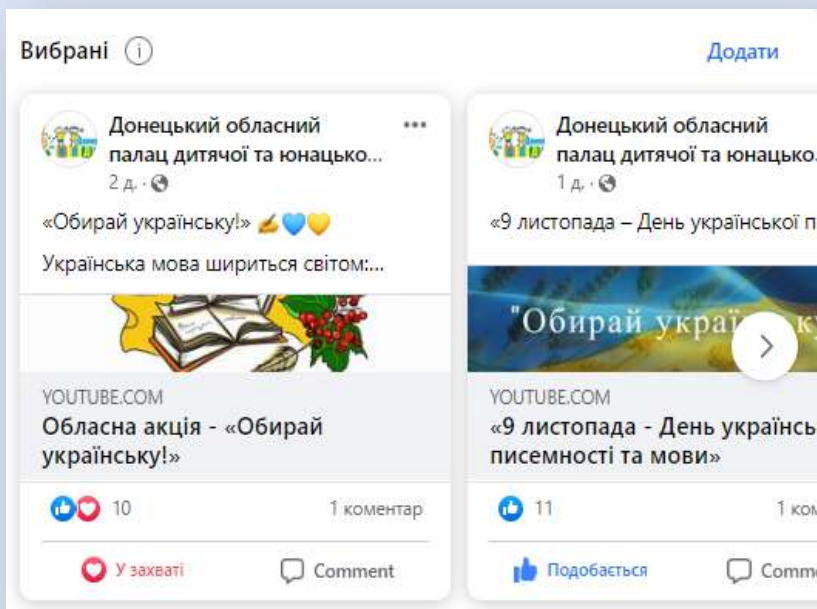 Вибрані
Додати
Донецький обласний
палац дитячої та юнацько...
2 д.
«Обирай українську!» ✍️💙💛
Українська мова шириться світом:...
YOUTUBE.COM
Обласна акція - «Обирай
українську!»
10
1 коментар
У захваті
Comment
Донецький обласний
палац дитячої та юнацько.
1 д.
«9 листопада – День української
"Обирай
YOUTUBE.COM
«9 листопада - День українсь
писемності та мови»
11
1 ком
Подобається
Comm